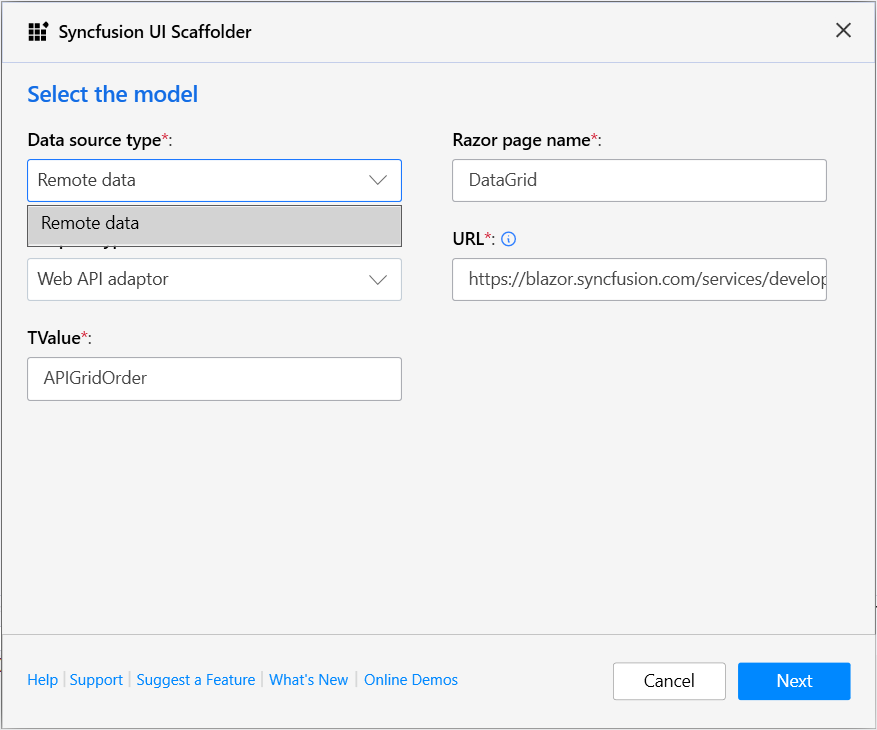 Syncfusion UI Scaffolder
Select the model
Data source type*:
Razor page name*:
Remote data
DataGrid
Remote data
URL*:
Web API adaptor
https://blazor.syncfusion.com/services/develop
TValue*:
APIGridOrder
Help | Support | Suggest a Feature | What's New | Online Demos
Cancel
Next